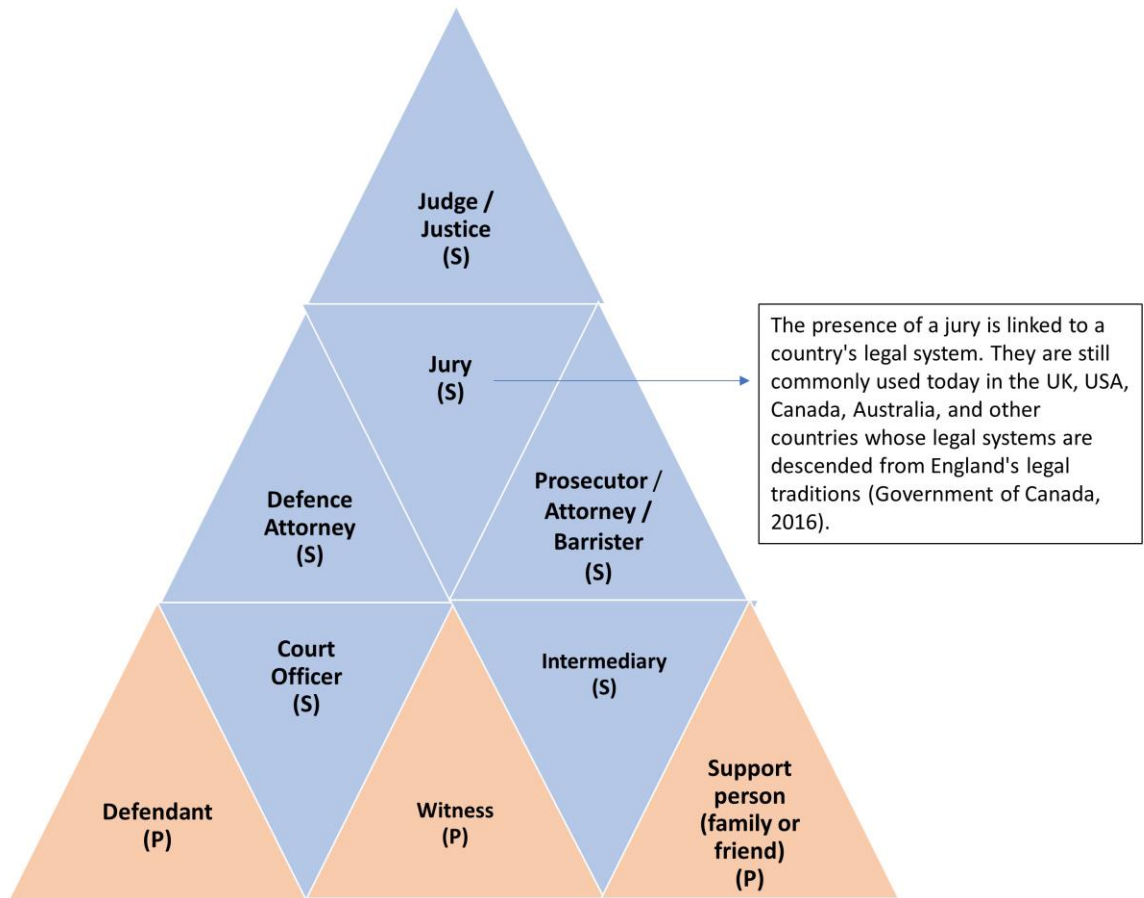 Judge /
Justice
(S)
Jury
(S)
The presence of a jury is linked to a
country's legal system. They are still
commonly used today in the UK, USA,
Canada, Australia, and other
countries whose legal systems are
descended from England's legal
traditions (Government of Canada,
2016).
Defence
Attorney
(S)
Prosecutor /
Attorney /
Barrister
(S)
Court
Officer
(S)
Intermediary
(S)
Defendant
(P)
Witness
(P)
Support
person
(family or
friend)
(P)